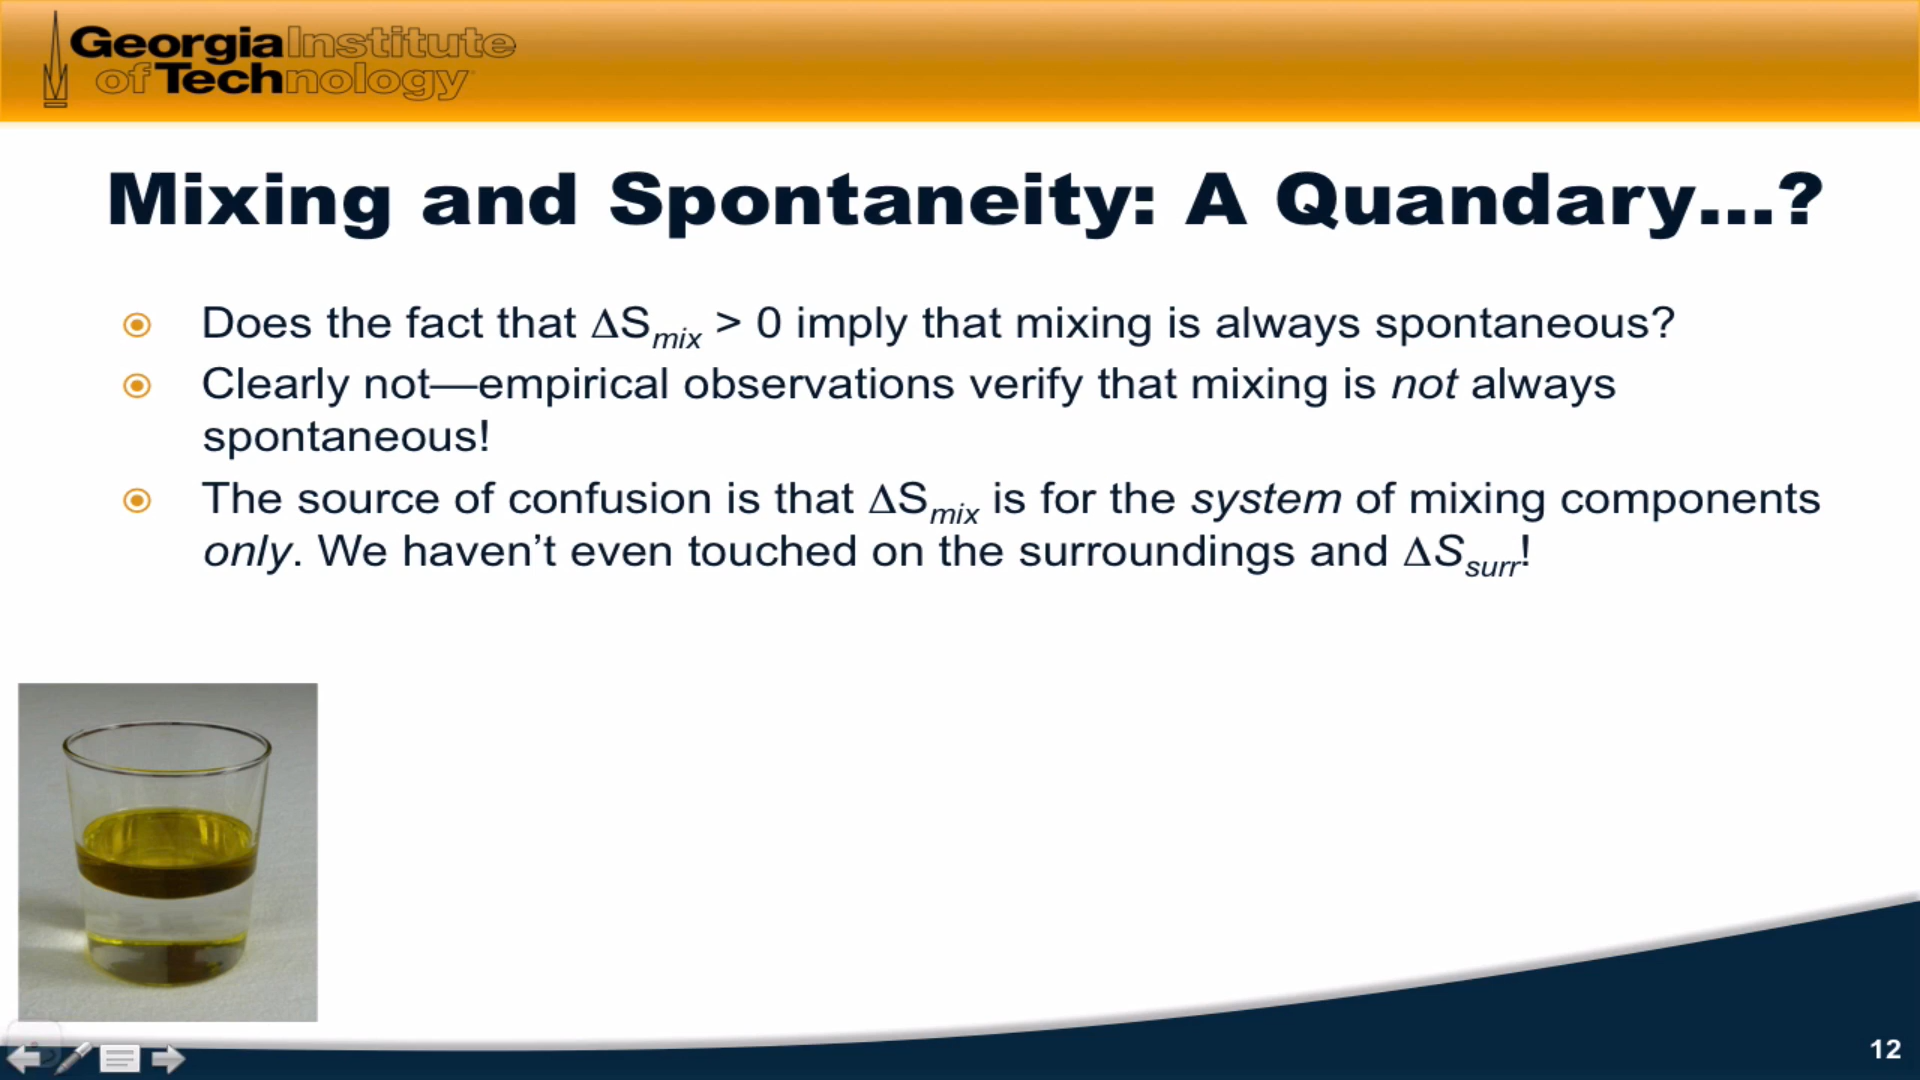 Georgia Institute
of Technology
Mixing and Spontaneity: A Quandary...?
Does the fact that ΔSmix > 0 imply that mixing is always spontaneous?
Clearly not—empirical observations verify that mixing is not always
spontaneous!
The source of confusion is that ΔSmix is for the system of mixing components
only. We haven’t even touched on the surroundings and ΔSsurr!
12